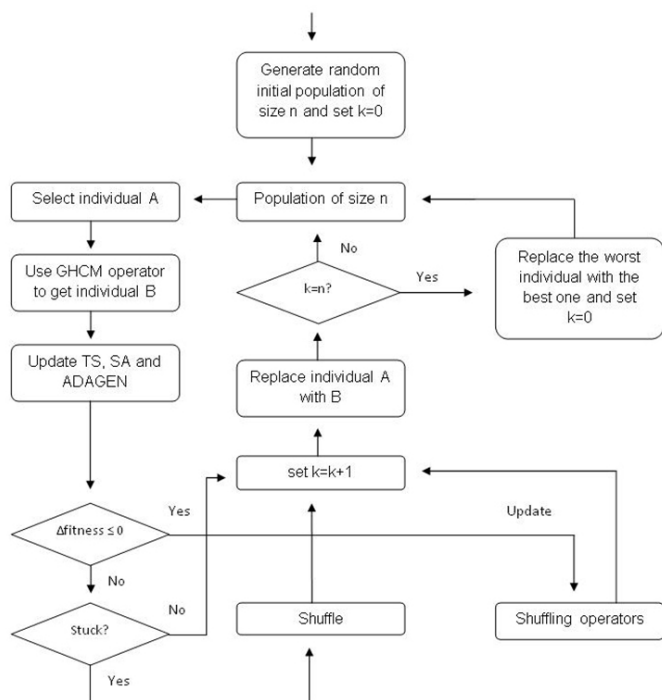 Generate random
initial population of
size n and set k=0
Select individual A
Population of size n
No
Use GHCM operator
to get individual B
k=n?
Yes
Replace the worst
individual with the
best one and set
k=0
Update TS, SA and
ADAGEN
Replace individual A
with B
set k=k+1
Yes
Update
Δfitness ≤ 0
No
No
Stuck?
Shuffle
Shuffling operators
Yes